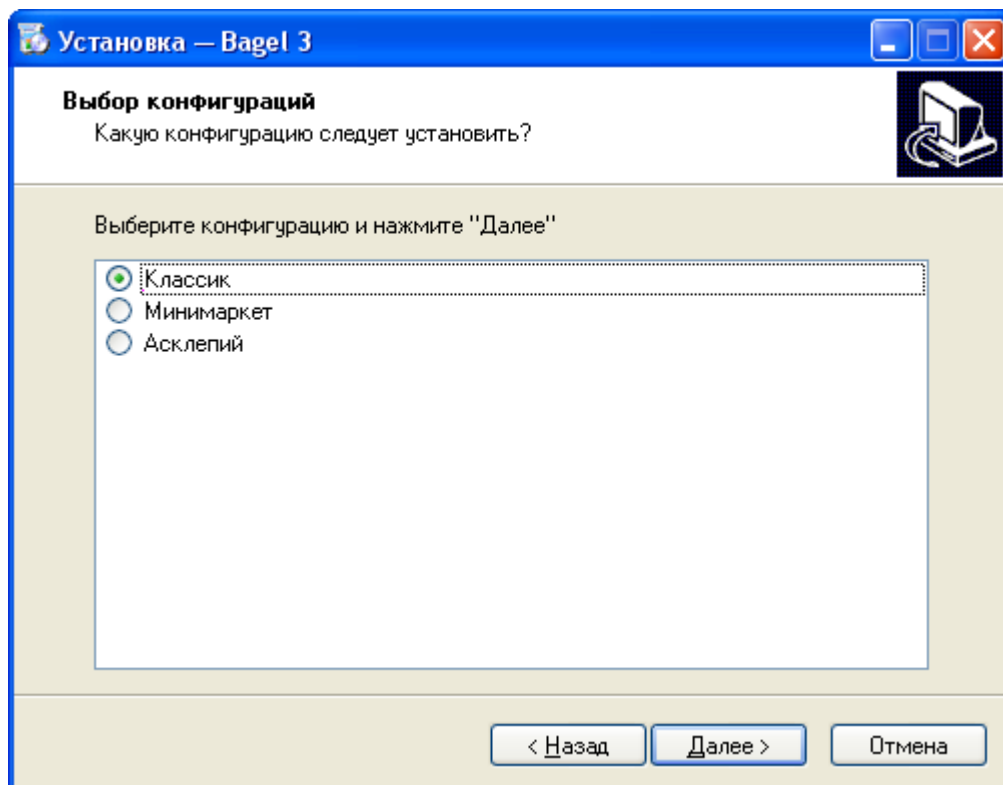 Установка — Bagel 3
Выбор конфигураций
Какую конфигурацию следует установить?
Выберите конфигурацию и нажмите "Далее"
Классик
Минимаркет
Асклепий
< Назад
Далее >
Отмена